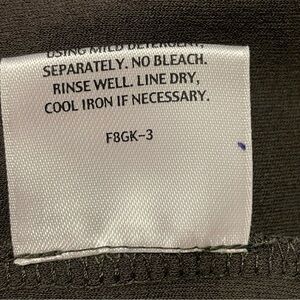 USING MILD DETERGENT,
SEPARATELY. NO BLEACH.
RINSE WELL. LINE DRY,
COOL IRON IF NECESSARY.
F8GK-3